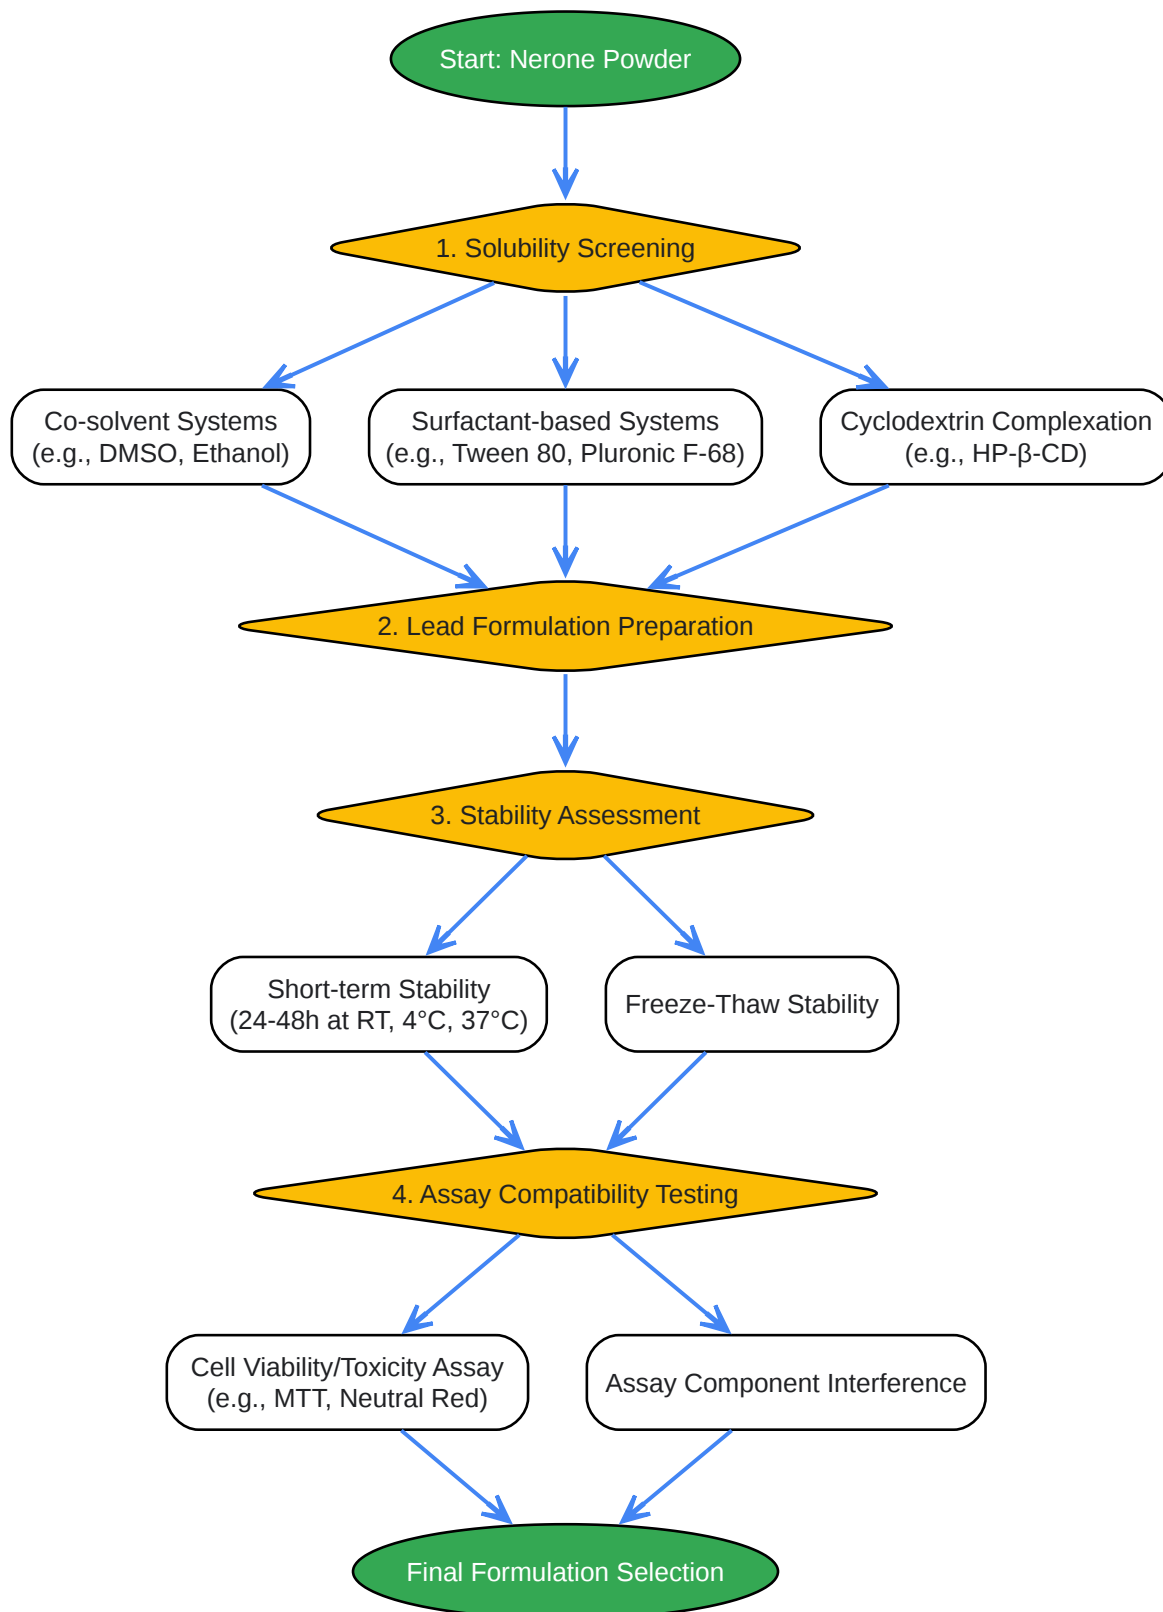 Start: Nerone Powder
1. Solubility Screening
Co-solvent Systems
(e.g., DMSO, Ethanol)
Surfactant-based Systems
(e.g., Tween 80, Pluronic F-68)
Cyclodextrin Complexation
(e.g., HP-β-CD)
2. Lead Formulation Preparation
3. Stability Assessment
Short-term Stability
(24-48h at RT, 4°C, 37°C)
Freeze-Thaw Stability
4. Assay Compatibility Testing
Cell Viability/Toxicity Assay
(e.g., MTT, Neutral Red)
Assay Component Interference
Final Formulation Selection